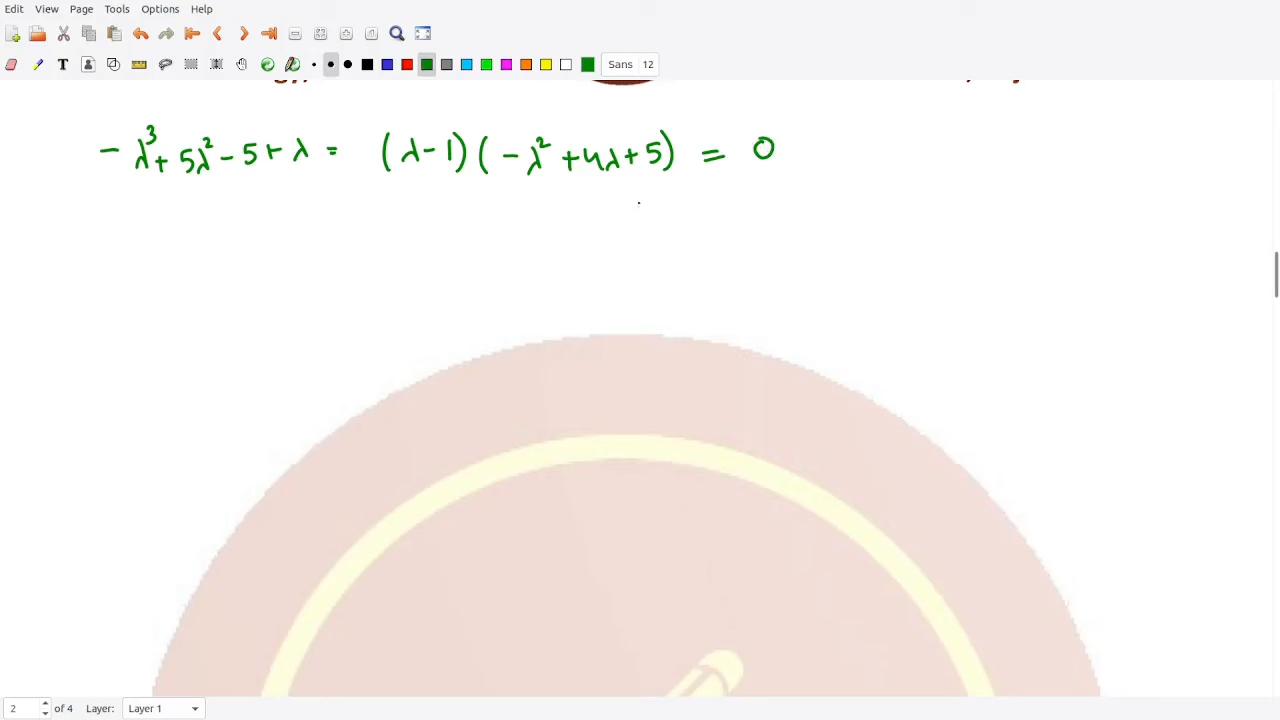 Edit View Page Tools Options Help
Sans 12
- λ³ + 5λ² - 5 + λ = (λ - 1)(-λ² + 4λ + 5) = 0
2 of 4 Layer: Layer 1